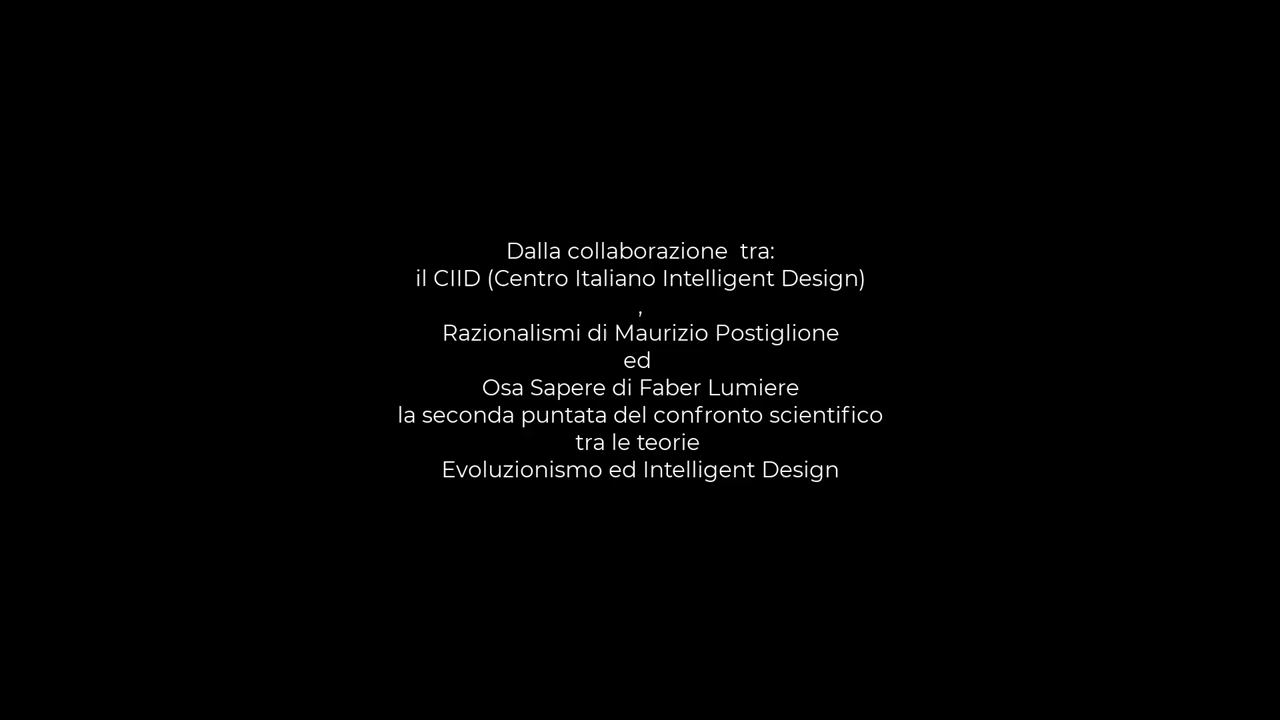 Dalla collaborazione  tra:
il CIID (Centro Italiano Intelligent Design)
,
Razionalismi di Maurizio Postiglione
ed
Osa Sapere di Faber Lumiere
la seconda puntata del confronto scientifico
tra le teorie
Evoluzionismo ed Intelligent Design